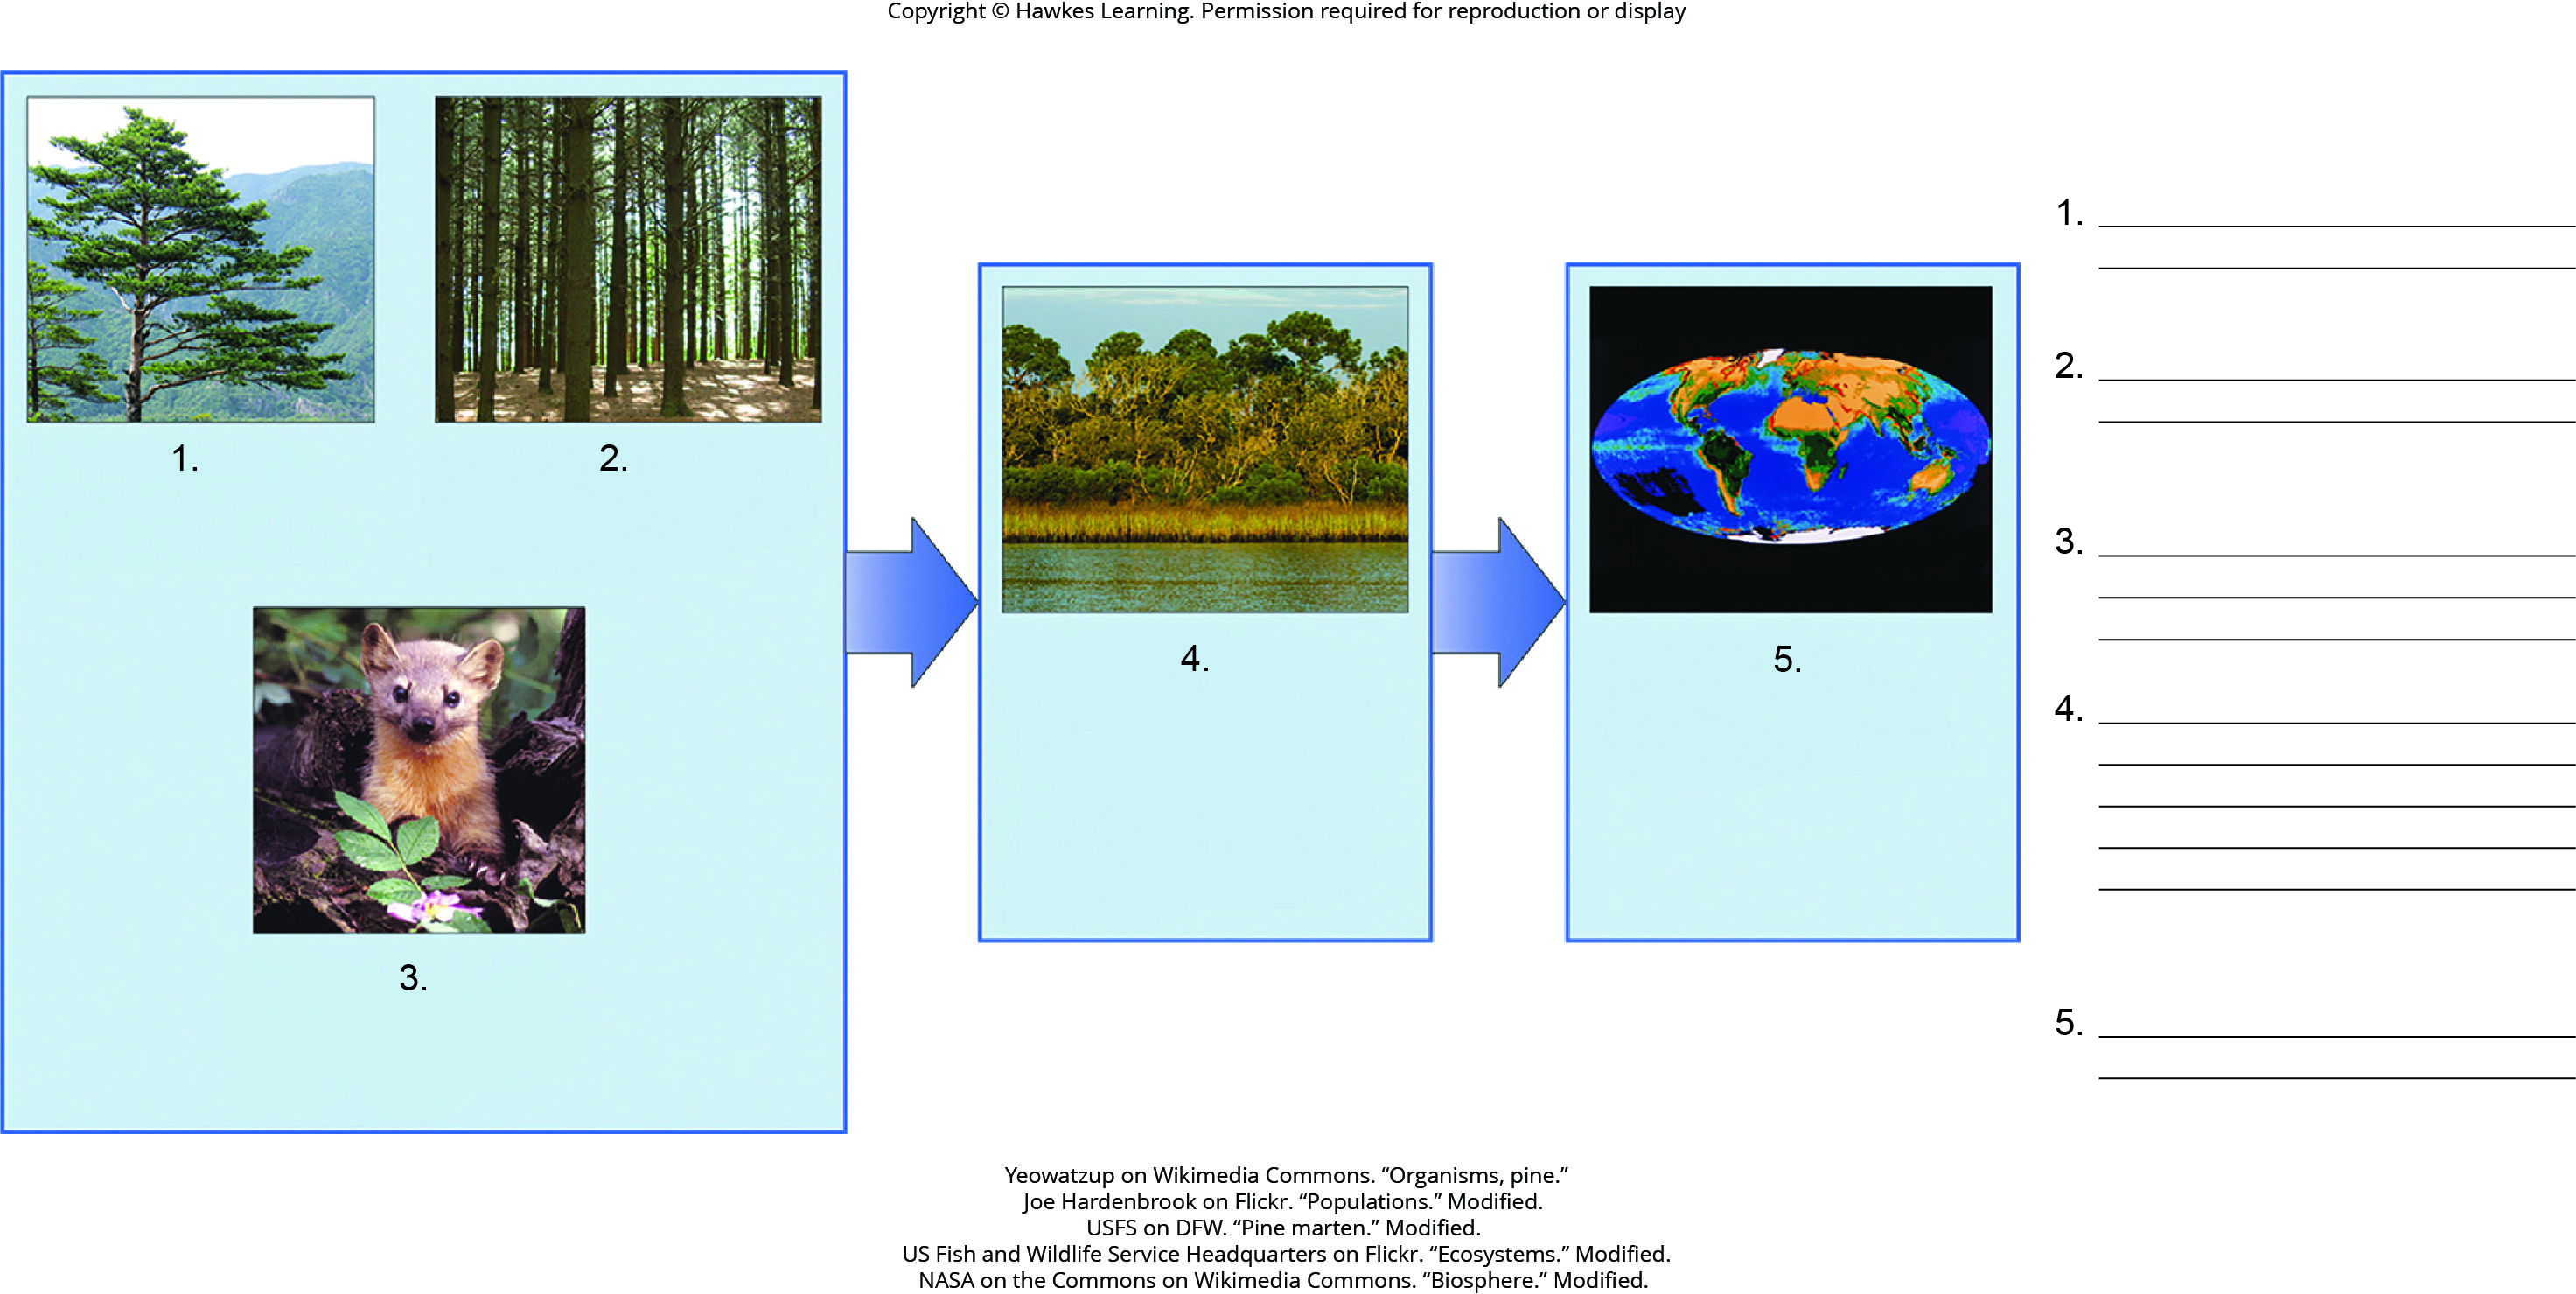 Copyright © Hawkes Learning. Permission required for reproduction or display
1.
2.
3.
4.
5.
1.
2.
3.
4.
5.
Yeowatzup on Wikimedia Commons. “Organisms, pine.”
Joe Hardenbrook on Flickr. “Populations.” Modified.
USFS on DFW. “Pine marten.” Modified.
US Fish and Wildlife Service Headquarters on Flickr. “Ecosystems.” Modified.
NASA on the Commons on Wikimedia Commons. “Biosphere.” Modified.